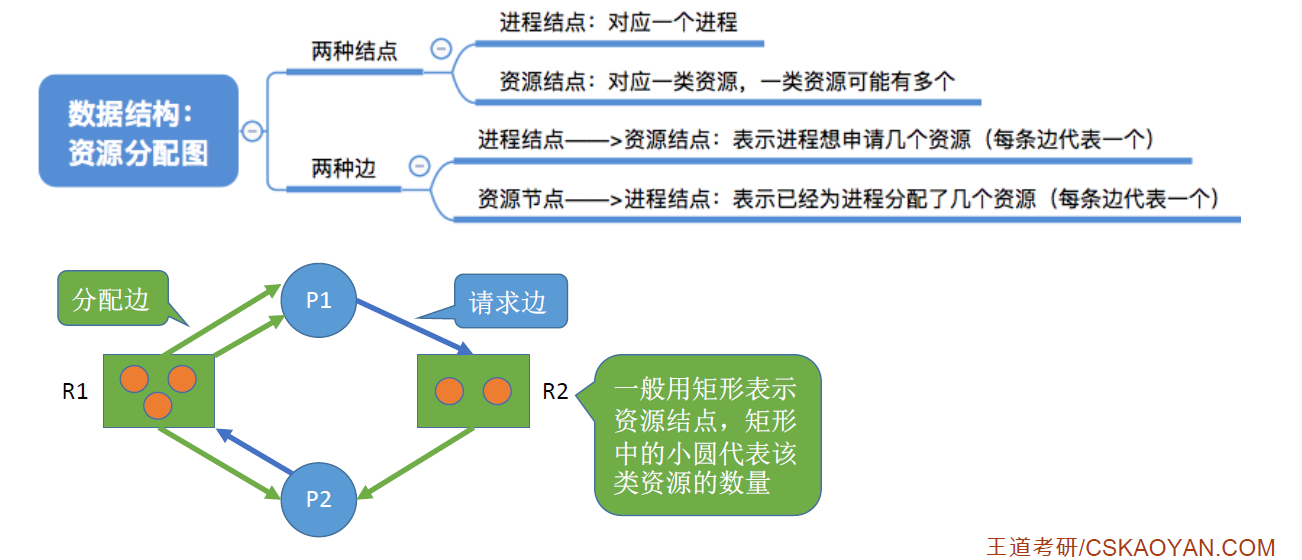 数据结构：
资源分配图
两种结点
进程结点：对应一个进程
资源结点：对应一类资源，一类资源可能有多个
两种边
进程结点——>资源结点：表示进程想申请几个资源（每条边代表一个）
资源节点——>进程结点：表示已经为进程分配了几个资源（每条边代表一个）
分配边
P1
请求边
R1
R2
一般用矩形表示
资源结点，矩形
中的小圆代表该
类资源的数量
P2
王道考研/CSKAOYAN.COM